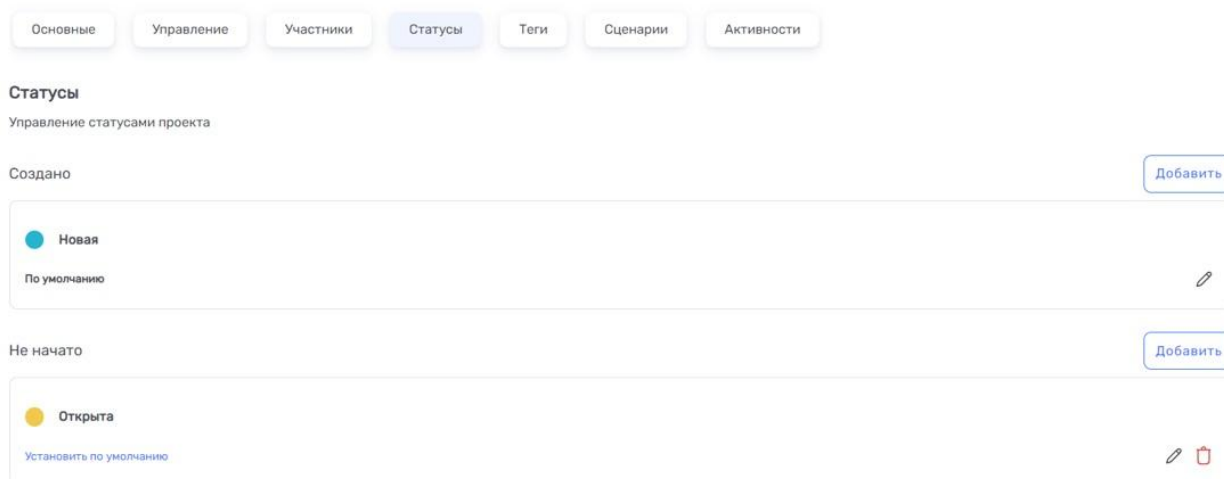 Основные Управление Участники Статусы Теги Сценарии Активности
Статусы
Управление статусами проекта
Создано Добавить
Новая
По умолчанию
Не начато Добавить
Открыта
Установить по умолчанию